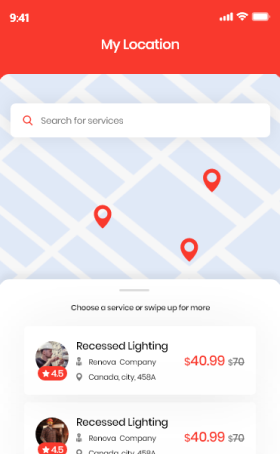 9:41
My Location
Search for services
Choose a service or swipe up for more
Recessed Lighting
Renova Company
$40.99 $70
4.5
Canada, city, 458A
Recessed Lighting
Renova Company
$40.99 $70
4.5
Canada, city, 458A